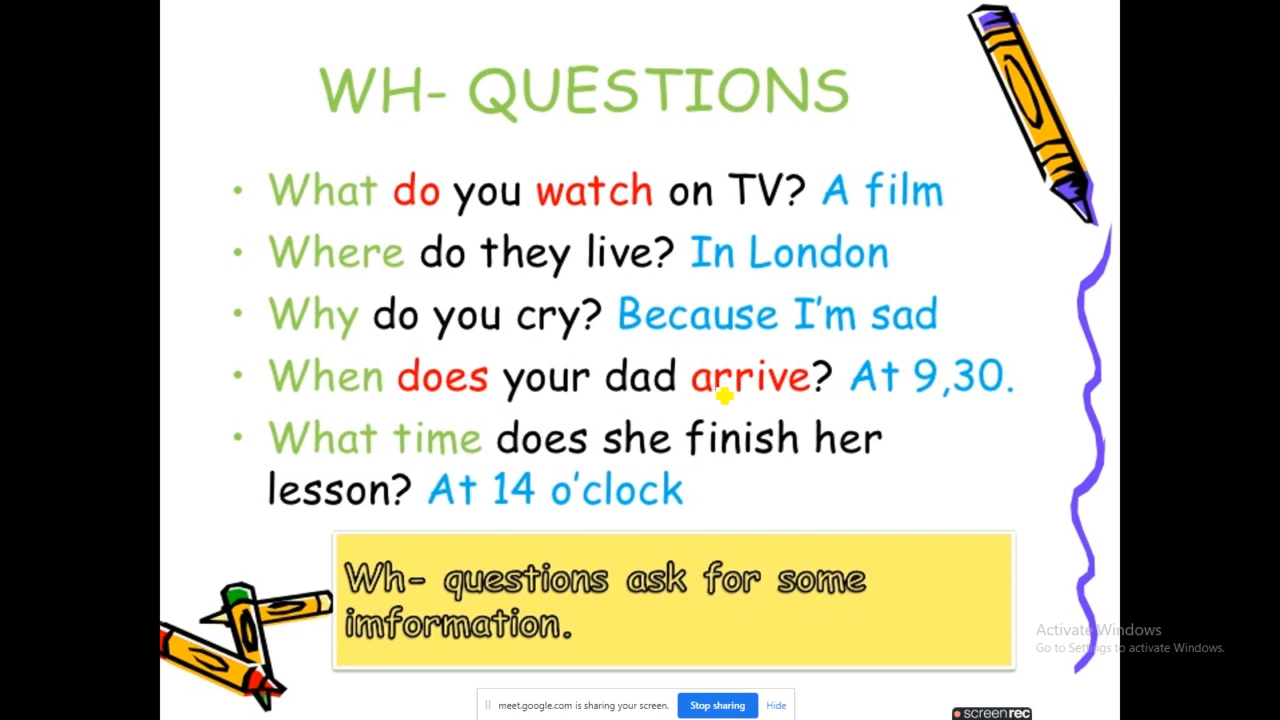 WH- QUESTIONS
• What do you watch on TV? A film
• Where do they live? In London
• Why do you cry? Because I'm sad
• When does your dad arrive? At 9,30.
• What time does she finish her
lesson? At 14 o'clock
Wh- questions ask for some
imformation.
Activate Windows
Go to Settings to activate Windows.
meet.google.com is sharing your screen. Stop sharing Hide
screenrec